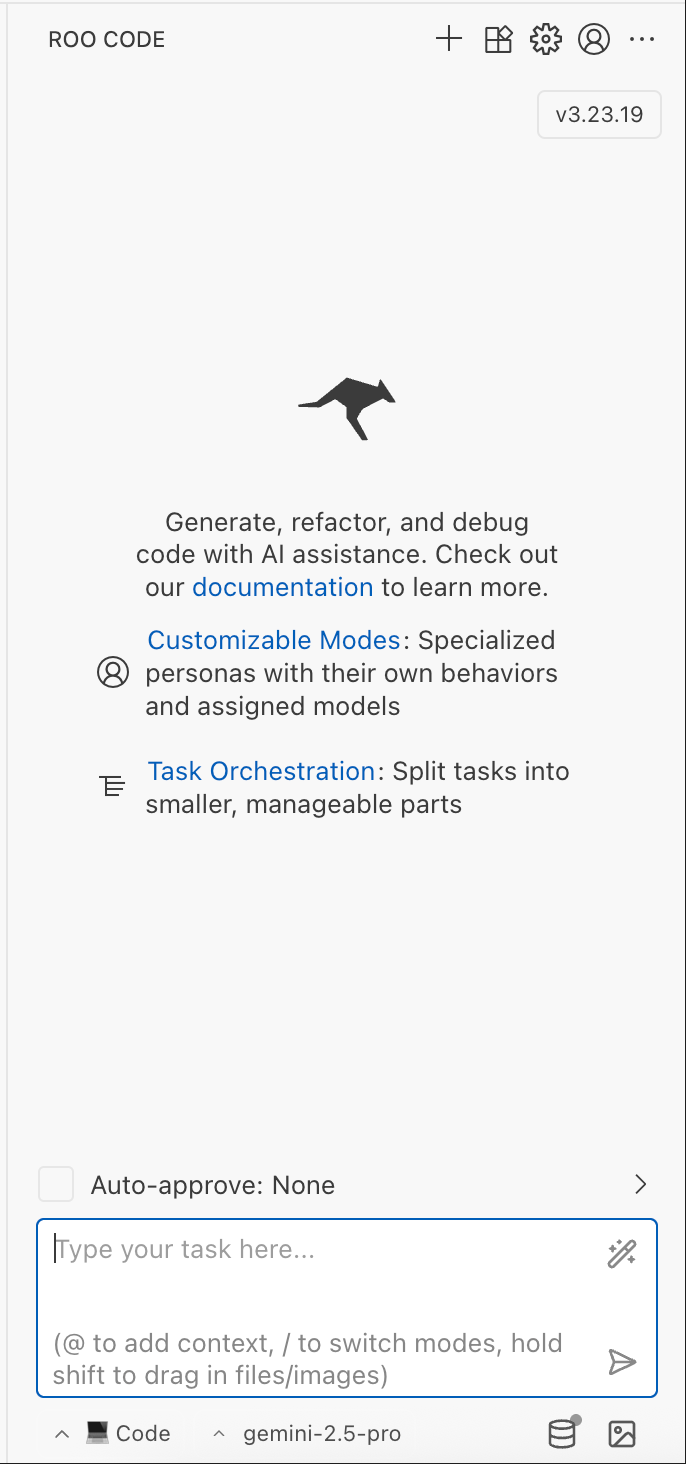 ROO CODE
v3.23.19
Generate, refactor, and debug
code with AI assistance. Check out
our documentation to learn more.
Customizable Modes: Specialized
personas with their own behaviors
and assigned models
Task Orchestration: Split tasks into
smaller, manageable parts
Auto-approve: None
Type your task here...
(@ to add context, / to switch modes, hold
shift to drag in files/images)
Code
gemini-2.5-pro